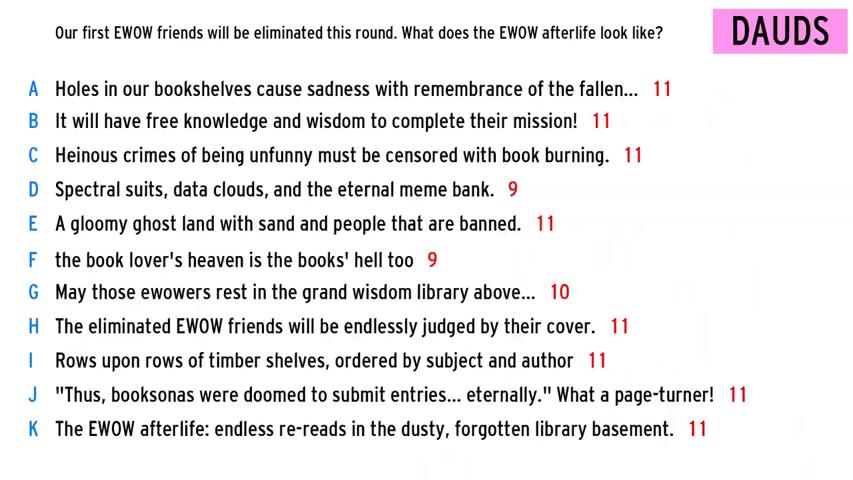 Our first EWOW friends will be eliminated this round. What does the EWOW afterlife look like?
DAUDS
A Holes in our bookshelves cause sadness with remembrance of the fallen... 11
B It will have free knowledge and wisdom to complete their mission! 11
C Heinous crimes of being unfunny must be censored with book burning. 11
D Spectral suits, data clouds, and the eternal meme bank. 9
E A gloomy ghost land with sand and people that are banned. 11
F the book lover's heaven is the books' hell too 9
G May those ewowers rest in the grand wisdom library above... 10
H The eliminated EWOW friends will be endlessly judged by their cover. 11
I Rows upon rows of timber shelves, ordered by subject and author 11
J "Thus, booksonas were doomed to submit entries... eternally." What a page-turner! 11
K The EWOW afterlife: endless re-reads in the dusty, forgotten library basement. 11